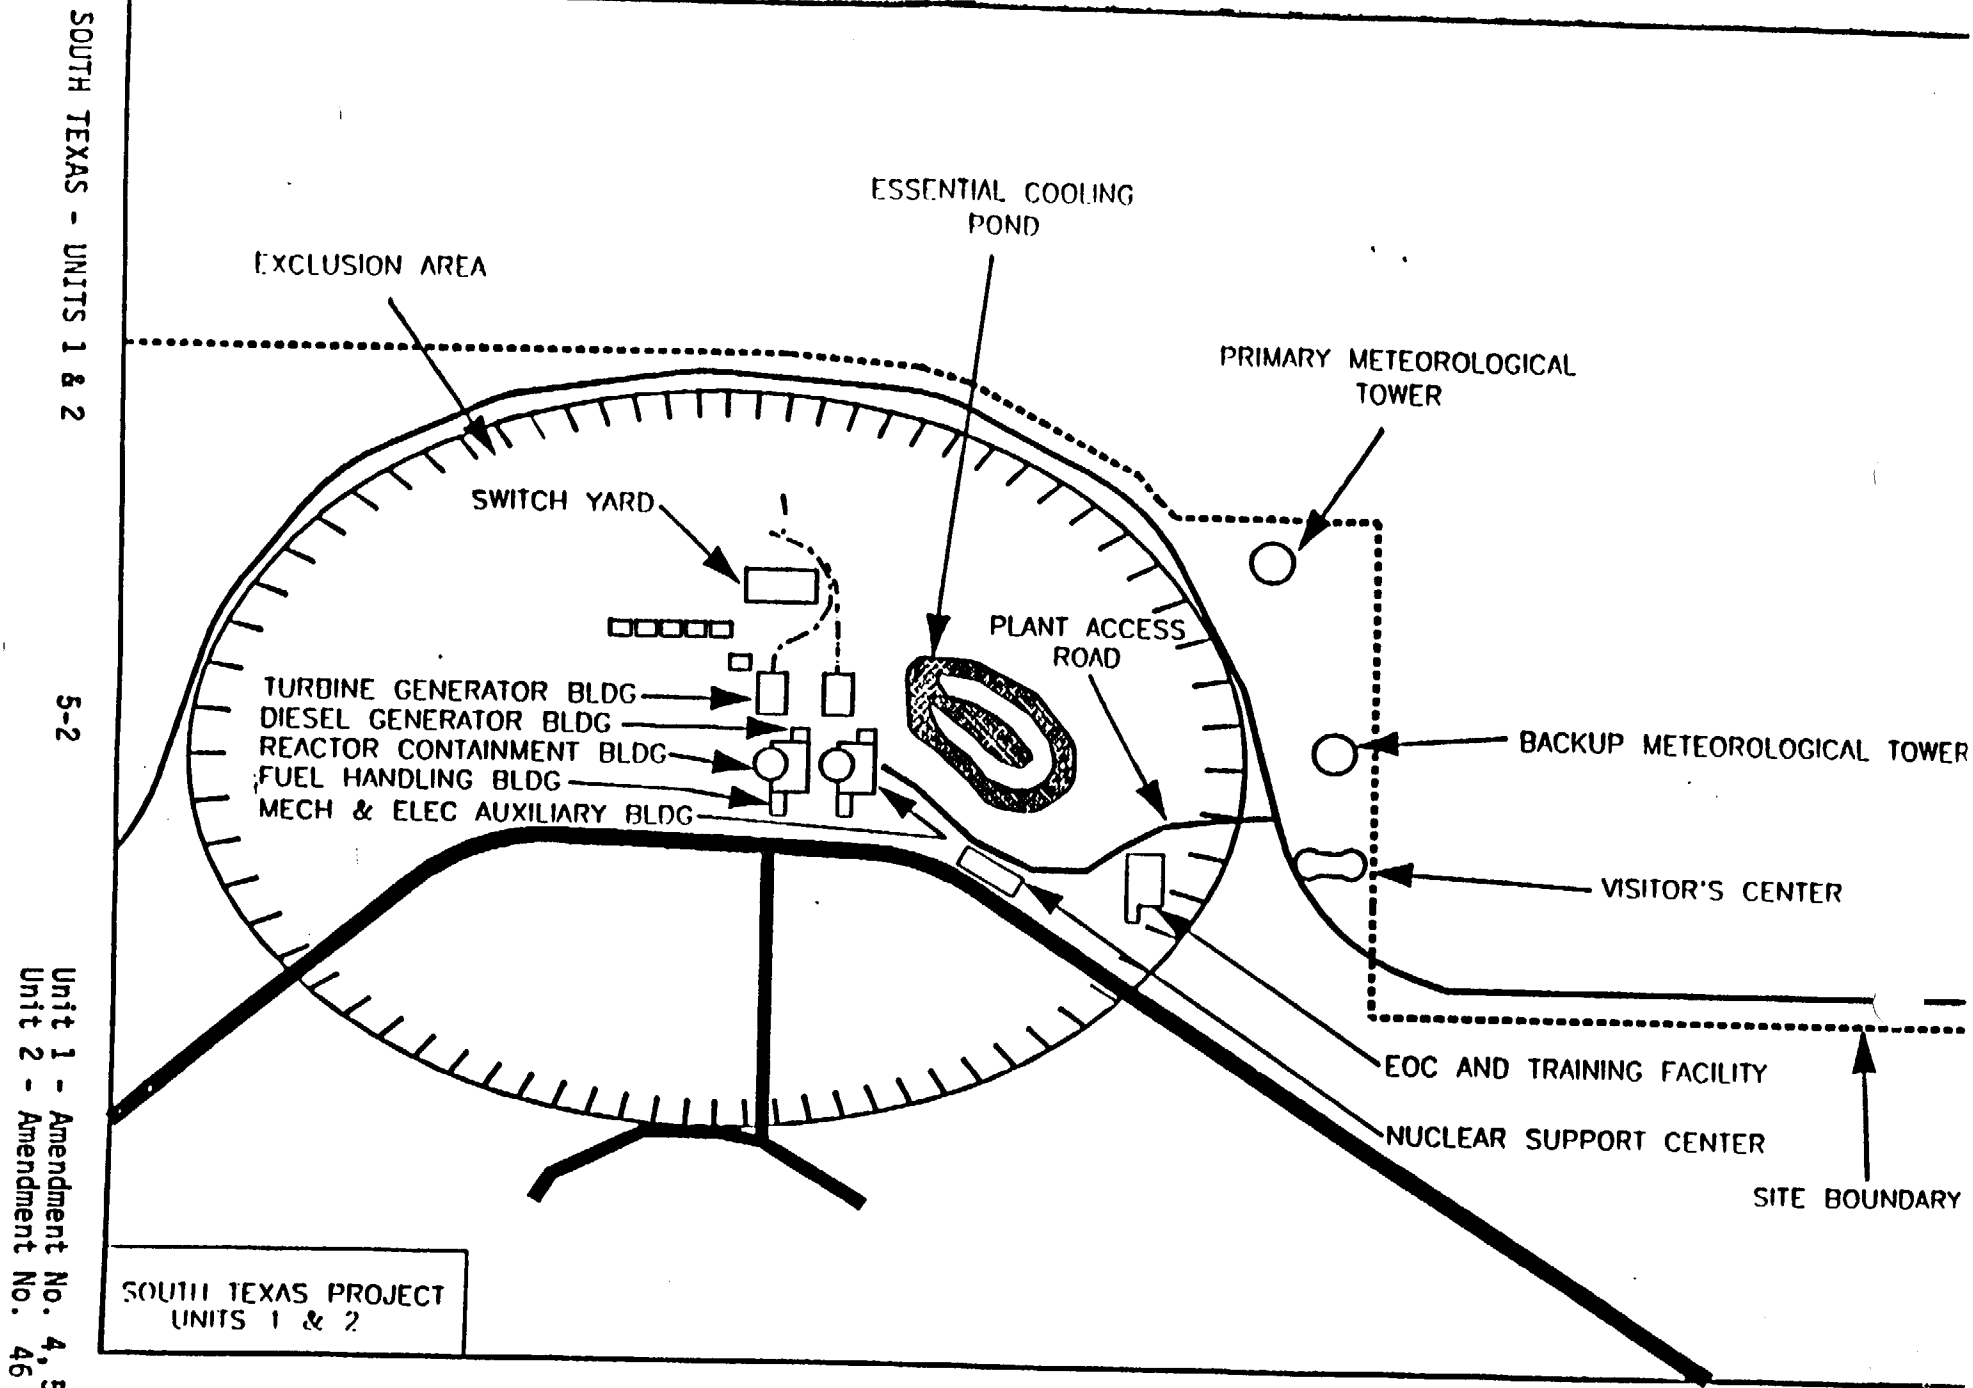 SOUTH TEXAS - UNITS 1 & 2
5-2
Unit 1 - Amendment No. 4, 5
Unit 2 - Amendment No. 46
ESSENTIAL COOLING
POND
EXCLUSION AREA
PRIMARY METEOROLOGICAL
TOWER
SWITCH YARD
PLANT ACCESS
ROAD
TURBINE GENERATOR BLDG
DIESEL GENERATOR BLDG
REACTOR CONTAINMENT BLDG
FUEL HANDLING BLDG
MECH & ELEC AUXILIARY BLDG
BACKUP METEOROLOGICAL TOWER
VISITOR'S CENTER
EOC AND TRAINING FACILITY
NUCLEAR SUPPORT CENTER
SITE BOUNDARY
SOUTH TEXAS PROJECT
UNITS 1 & 2